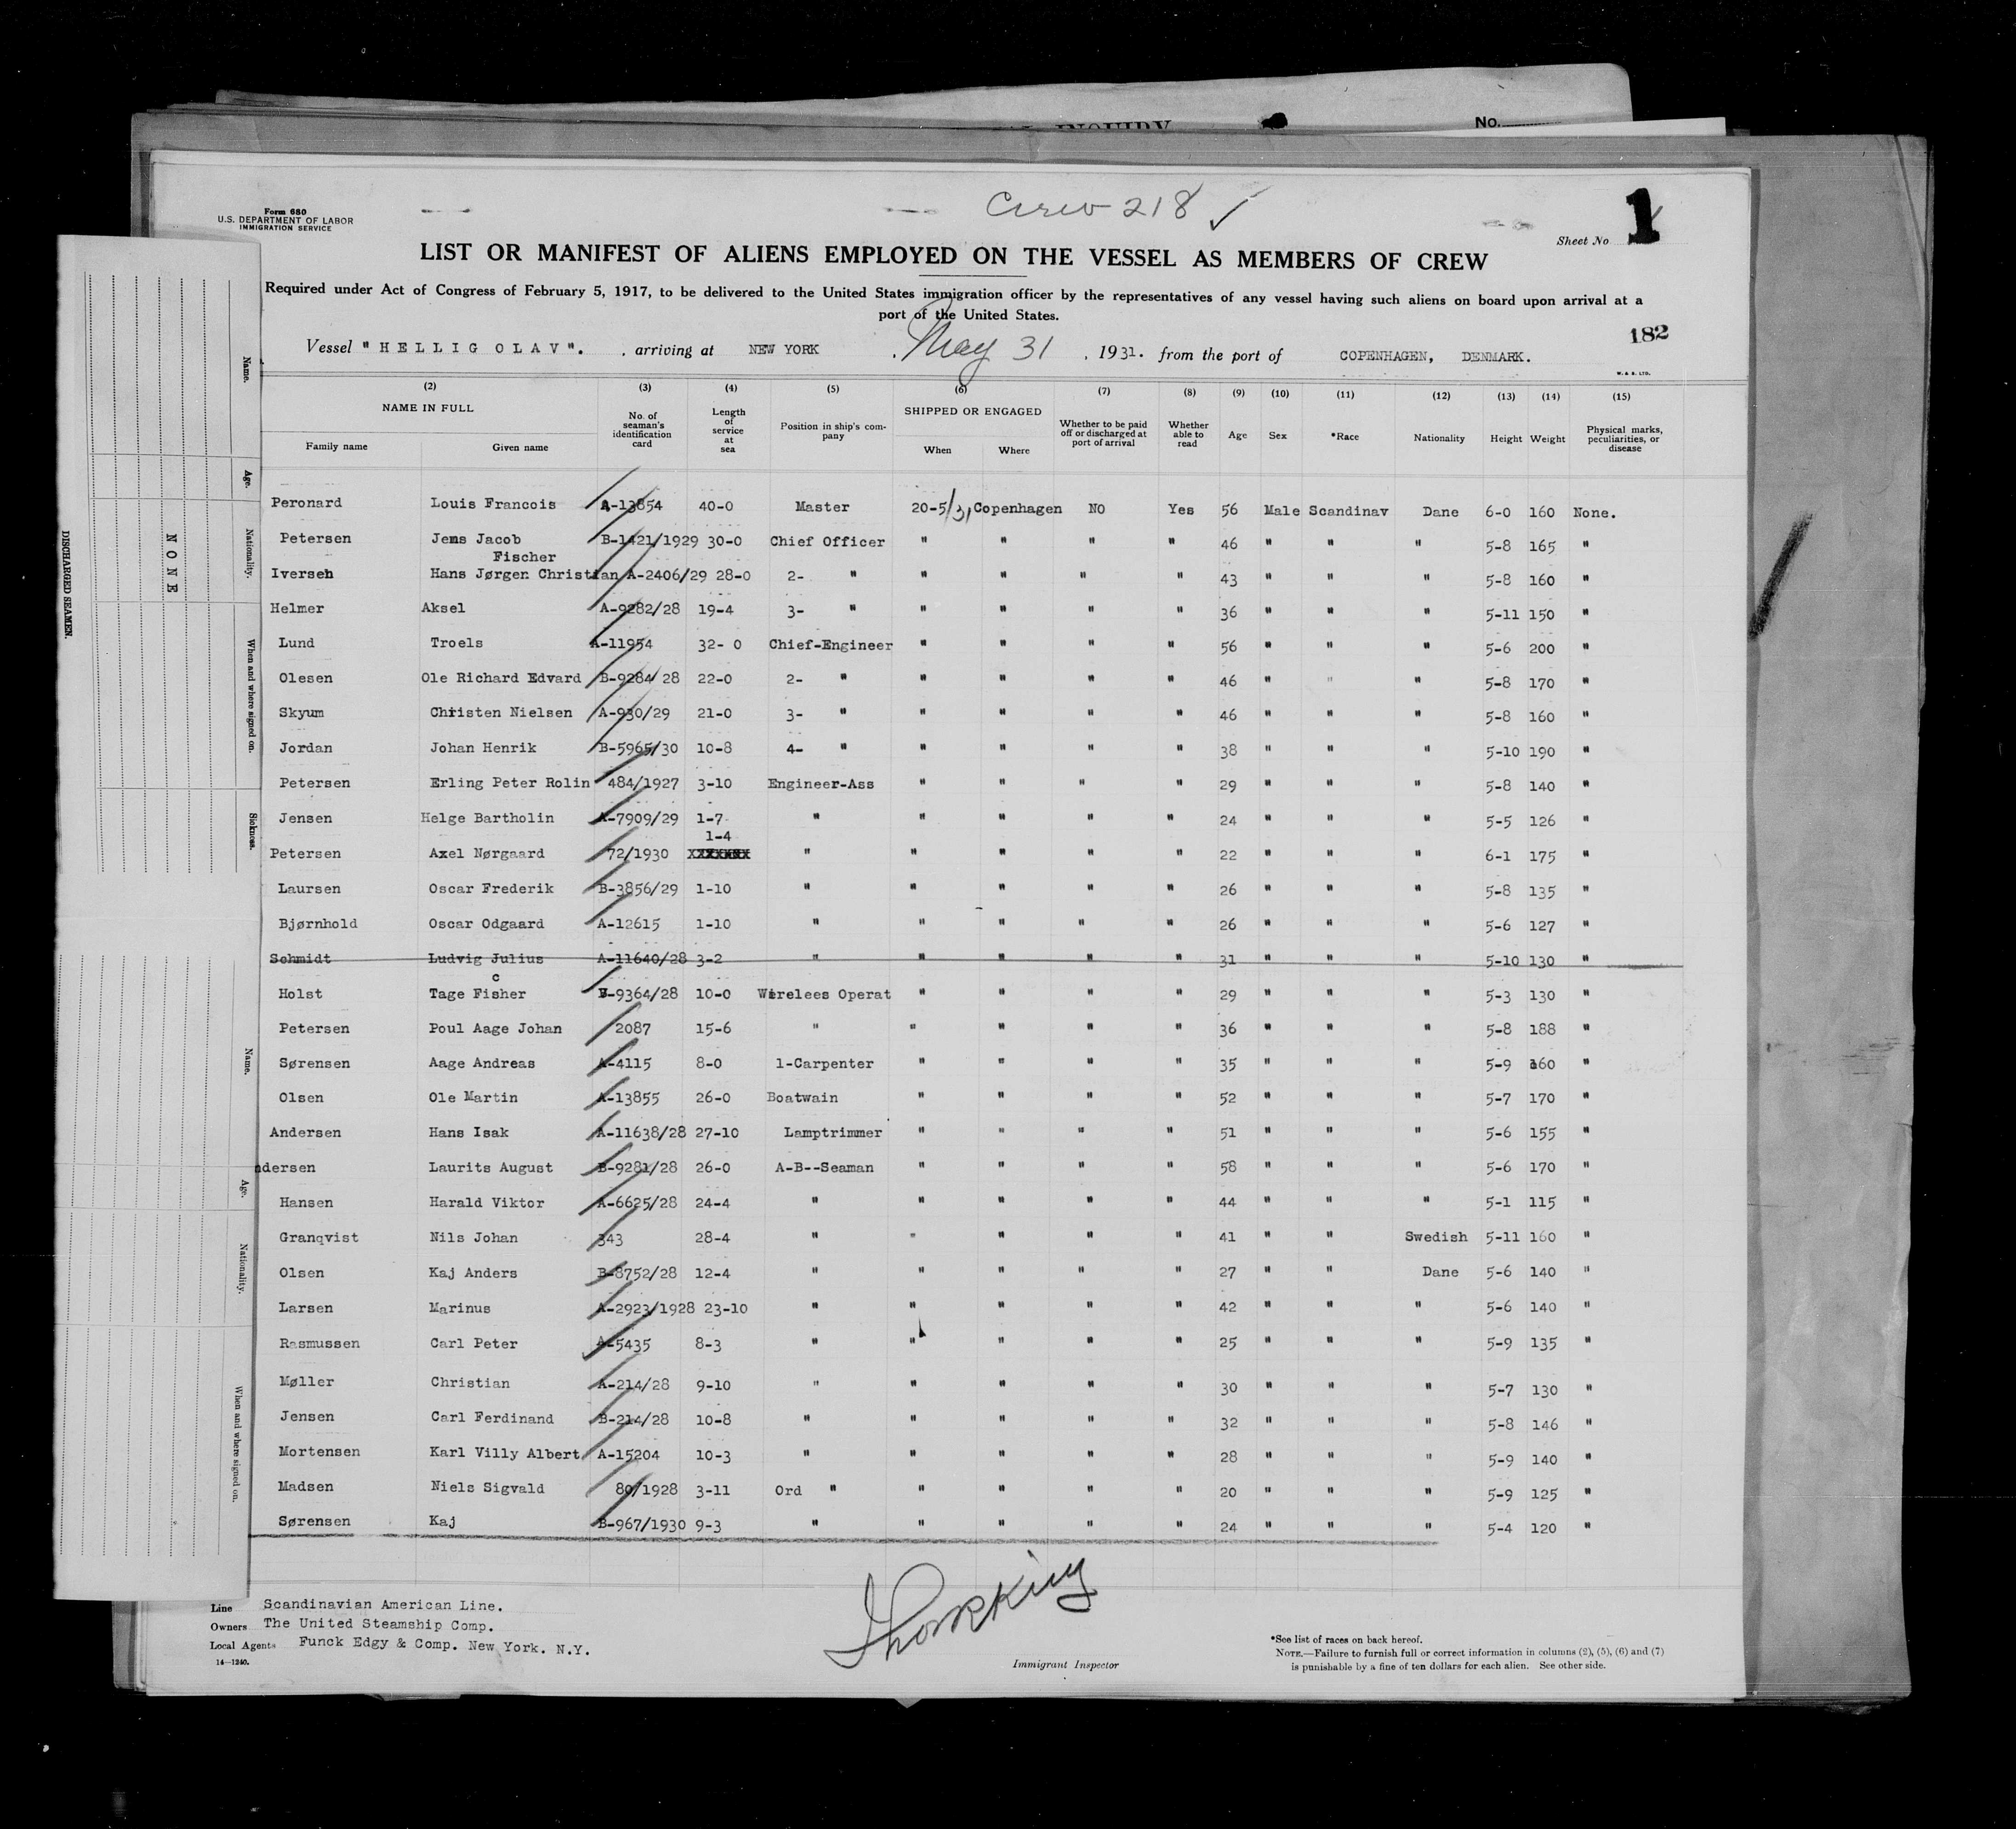 INQUIRY
No.
Crew 218 ✓
Form 680
U.S. DEPARTMENT OF LABOR
IMMIGRATION SERVICE
Sheet No 1
LIST OR MANIFEST OF ALIENS EMPLOYED ON THE VESSEL AS MEMBERS OF CREW
Required under Act of Congress of February 5, 1917, to be delivered to the United States immigration officer by the representatives of any vessel having such aliens on board upon arrival at a
port of the United States.
182
Vessel "HELLIG OLAV". , arriving at NEW YORK , May 31 , 1931. from the port of COPENHAGEN, DENMARK.
W. & S. LTD.
(2) (3) (4) (5) (6) (7) (8) (9) (10) (11) (12) (13) (14) (15)
NAME IN FULL No. of seaman's identification card Length of service at sea Position in ship's company SHIPPED OR ENGAGED Whether to be paid off or discharged at port of arrival Whether able to read Age Sex *Race Nationality Height Weight Physical marks, peculiarities, or disease
Family name Given name When Where
Peronard Louis Francois A-13854 40-0 Master 20-5/31 Copenhagen NO Yes 56 Male Scandinav Dane 6-0 160 None.
Petersen Jens Jacob B-1421/1929 30-0 Chief Officer " " " " 46 " " " 5-8 165 "
Fischer
Iversen Hans Jørgen Christian A-2406/29 28-0 2- " " " " " 43 " " " 5-8 160 "
Helmer Aksel A-9282/28 19-4 3- " " " " " 36 " " " 5-11 150 "
Lund Troels A-11954 32- 0 Chief-Engineer " " " " 56 " " " 5-6 200 "
Olesen Ole Richard Edvard B-9284/28 22-0 2- " " " " " 46 " " " 5-8 170 "
Skyum Christen Nielsen A-930/29 21-0 3- " " " " " 46 " " " 5-8 160 "
Jordan Johan Henrik B-5965/30 10-8 4- " " " " " 38 " " " 5-10 190 "
Petersen Erling Peter Rolin 484/1927 3-10 Engineer-Ass " " " " 29 " " " 5-8 140 "
Jensen Helge Bartholin A-7909/29 1-7 " " " " " 24 " " " 5-5 126 "
1-4
Petersen Axel Nørgaard 72/1930 XXXXXXX " " " " " 22 " " " 6-1 175 "
Laursen Oscar Frederik B-3856/29 1-10 " " " " " 26 " " " 5-8 135 "
Bjørnhold Oscar Odgaard A-12615 1-10 " " " " " 26 " " " 5-6 127 "
Schmidt Ludvig Julius A-11640/28 3-2 " " " " " 31 " " " 5-10 130 "
c
Holst Tage Fisher B-9364/28 10-0 Wirelees Operat " " " " 29 " " " 5-3 130 "
Petersen Poul Aage Johan 2087 15-6 " " " " " 36 " " " 5-8 188 "
Sørensen Aage Andreas A-4115 8-0 1-Carpenter " " " " 35 " " " 5-9 160 "
Olsen Ole Martin A-13855 26-0 Boatwain " " " " 52 " " " 5-7 170 "
Andersen Hans Isak A-11638/28 27-10 Lamptrimmer " " " " 51 " " " 5-6 155 "
ndersen Laurits August B-9281/28 26-0 A-B--Seaman " " " " 58 " " " 5-6 170 "
Hansen Harald Viktor A-6625/28 24-4 " " " " " 44 " " " 5-1 115 "
Granqvist Nils Johan 343 28-4 " " " " " 41 " " Swedish 5-11 160 "
Olsen Kaj Anders B-8752/28 12-4 " " " " " 27 " " Dane 5-6 140 "
Larsen Marinus A-2923/1928 23-10 " " " " " 42 " " " 5-6 140 "
Rasmussen Carl Peter A-5435 8-3 " " " " " 25 " " " 5-9 135 "
Møller Christian A-214/28 9-10 " " " " " 30 " " " 5-7 130 "
Jensen Carl Ferdinand B-214/28 10-8 " " " " " 32 " " " 5-8 146 "
Mortensen Karl Villy Albert A-15204 10-3 " " " " " 28 " " " 5-9 140 "
Madsen Niels Sigvald 80/1928 3-11 Ord " " " " " 20 " " " 5-9 125 "
Sørensen Kaj B-967/1930 9-3 " " " " " 24 " " " 5-4 120 "
Line Scandinavian American Line.
Owners The United Steamship Comp.
Local Agents Funck Edgy & Comp. New York. N.Y.
14-1240.
Immigrant Inspector
*See list of races on back hereof.
NOTE.—Failure to furnish full or correct information in columns (2), (5), (6) and (7)
is punishable by a fine of ten dollars for each alien. See other side.
DISCHARGED SEAMEN.
NONE
Name.
Age.
Nationality.
When and where signed on.
Sickness.
Name.
Age.
Nationality.
When and where signed on.